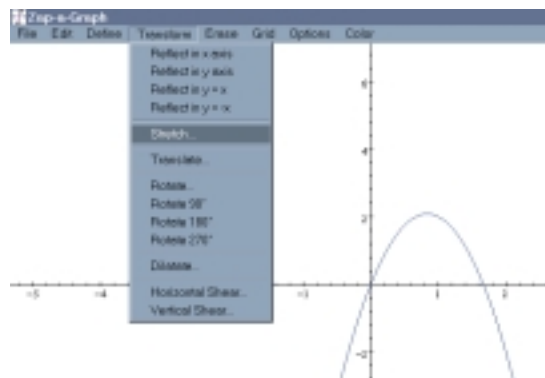 Zap-a-Graph
File Edit Define Transform Erase Grid Options Color
Reflect in x axis
Reflect in y axis
Reflect in y = x
Reflect in y = -x
Stretch...
Translate...
Rotate...
Rotate 90°
Rotate 180°
Rotate 270°
Dilatate...
Horizontal Shear...
Vertical Shear...
6
4
2
-5 -4 -1 1 2
-2